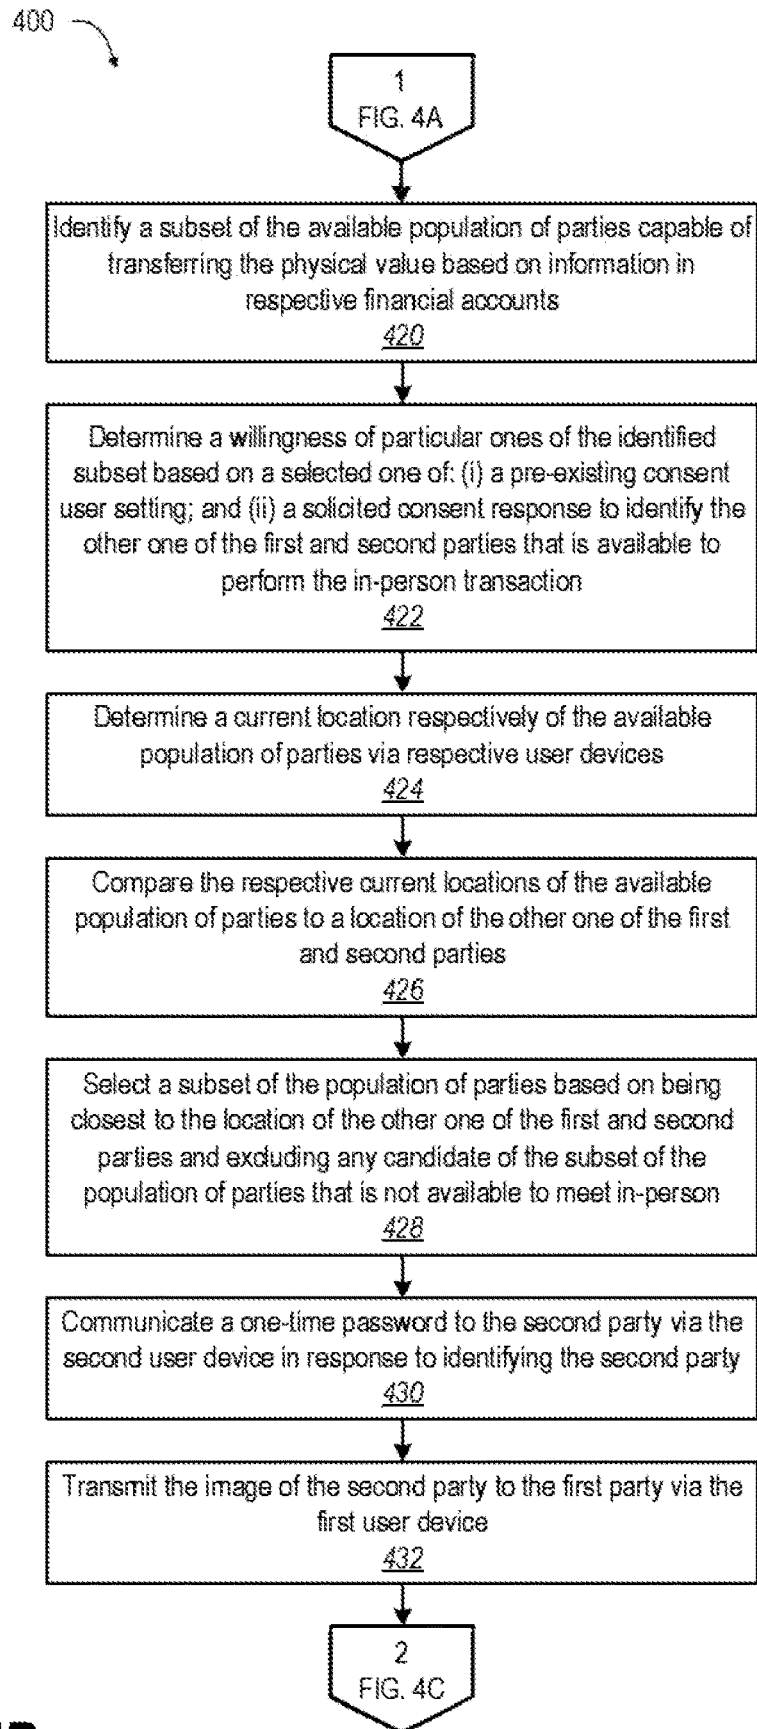 400
1
FIG. 4A
Identify a subset of the available population of parties capable of
transferring the physical value based on information in
respective financial accounts
420
Determine a willingness of particular ones of the identified
subset based on a selected one of: (i) a pre-existing consent
user setting; and (ii) a solicited consent response to identify the
other one of the first and second parties that is available to
perform the in-person transaction
422
Determine a current location respectively of the available
population of parties via respective user devices
424
Compare the respective current locations of the available
population of parties to a location of the other one of the first
and second parties
426
Select a subset of the population of parties based on being
closest to the location of the other one of the first and second
parties and excluding any candidate of the subset of the
population of parties that is not available to meet in-person
428
Communicate a one-time password to the second party via the
second user device in response to identifying the second party
430
Transmit the image of the second party to the first party via the
first user device
432
2
FIG. 4C